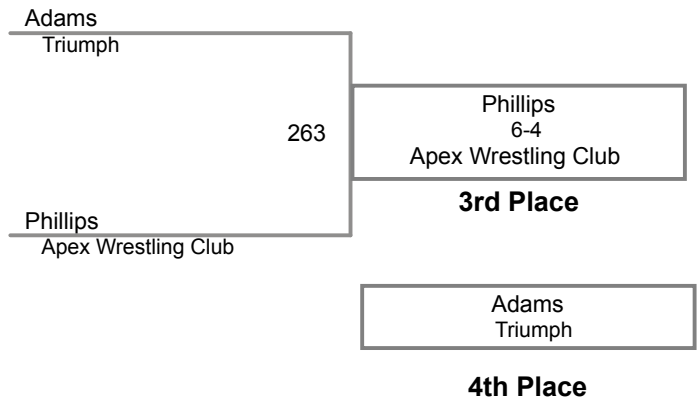 Adams
Triumph
263
Phillips
6-4
Apex Wrestling Club
3rd Place
Phillips
Apex Wrestling Club
Adams
Triumph
4th Place